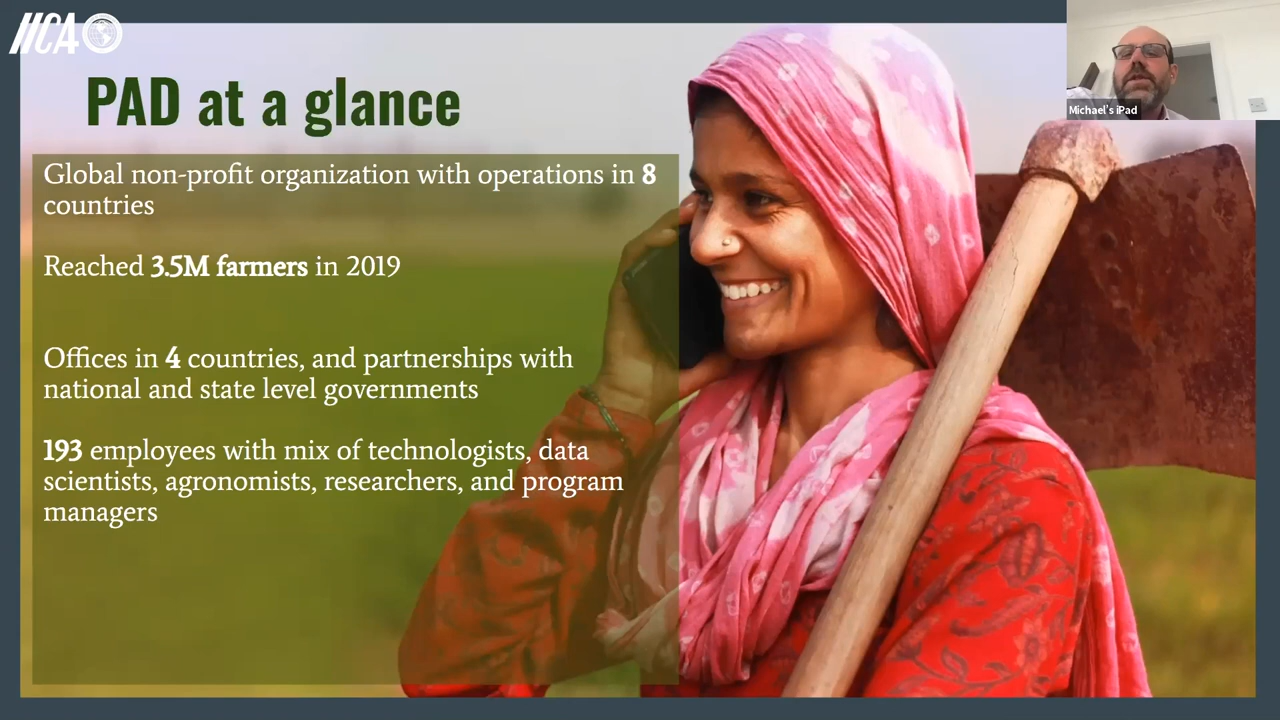 IICA
PAD at a glance
Michael's iPad
Global non-profit organization with operations in 8
countries
Reached 3.5M farmers in 2019
Offices in 4 countries, and partnerships with
national and state level governments
193 employees with mix of technologists, data
scientists, agronomists, researchers, and program
managers